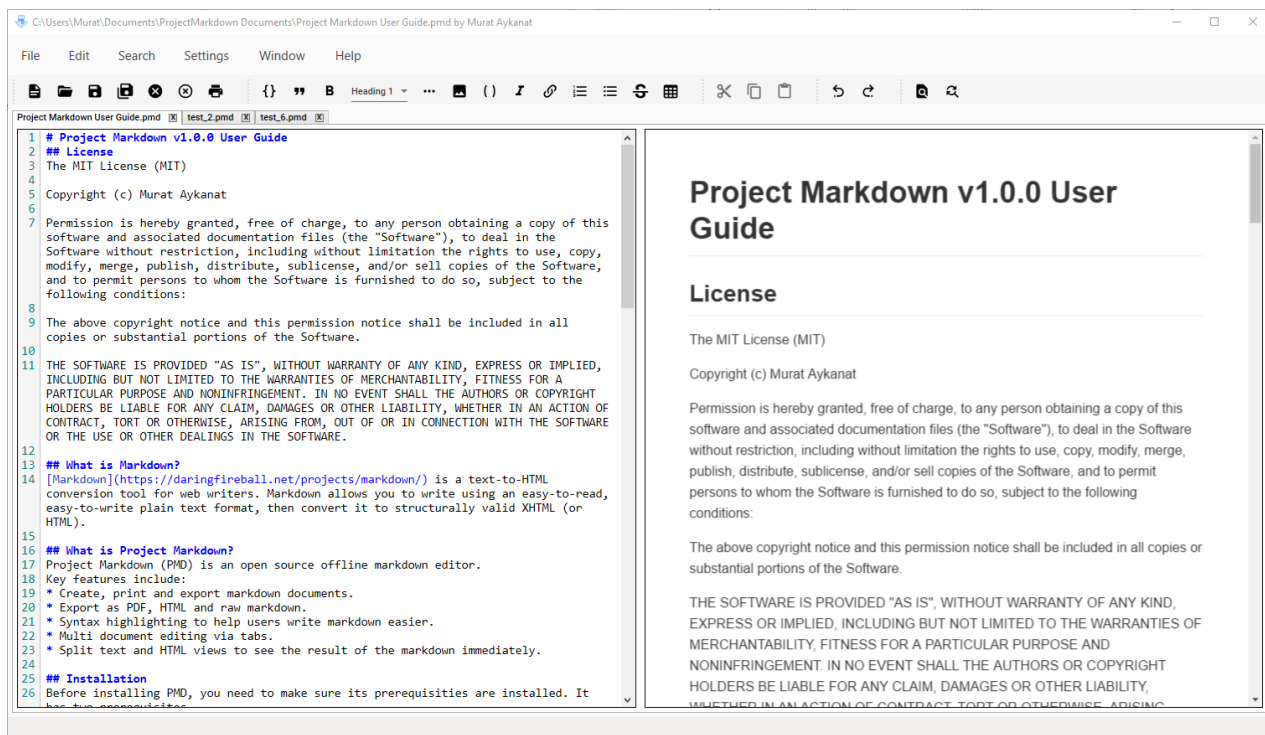 C:\Users\Murat\Documents\ProjectMarkdown Documents\Project Markdown User Guide.pmd by Murat Aykanat
File Edit Search Settings Window Help
{} B Heading 1 ... () I S
Project Markdown User Guide.pmd test_2.pmd test_6.pmd
1 # Project Markdown v1.0.0 User Guide
2 ## License
3 The MIT License (MIT)
4
5 Copyright (c) Murat Aykanat
6
7 Permission is hereby granted, free of charge, to any person obtaining a copy of this
software and associated documentation files (the "Software"), to deal in the
Software without restriction, including without limitation the rights to use, copy,
modify, merge, publish, distribute, sublicense, and/or sell copies of the Software,
and to permit persons to whom the Software is furnished to do so, subject to the
following conditions:
8
9 The above copyright notice and this permission notice shall be included in all
copies or substantial portions of the Software.
10
11 THE SOFTWARE IS PROVIDED "AS IS", WITHOUT WARRANTY OF ANY KIND, EXPRESS OR IMPLIED,
INCLUDING BUT NOT LIMITED TO THE WARRANTIES OF MERCHANTABILITY, FITNESS FOR A
PARTICULAR PURPOSE AND NONINFRINGEMENT. IN NO EVENT SHALL THE AUTHORS OR COPYRIGHT
HOLDERS BE LIABLE FOR ANY CLAIM, DAMAGES OR OTHER LIABILITY, WHETHER IN AN ACTION OF
CONTRACT, TORT OR OTHERWISE, ARISING FROM, OUT OF OR IN CONNECTION WITH THE SOFTWARE
OR THE USE OR OTHER DEALINGS IN THE SOFTWARE.
12
13 ## What is Markdown?
14 [Markdown](https://daringfireball.net/projects/markdown/) is a text-to-HTML
conversion tool for web writers. Markdown allows you to write using an easy-to-read,
easy-to-write plain text format, then convert it to structurally valid XHTML (or
HTML).
15
16 ## What is Project Markdown?
17 Project Markdown (PMD) is an open source offline markdown editor.
18 Key features include:
19 * Create, print and export markdown documents.
20 * Export as PDF, HTML and raw markdown.
21 * Syntax highlighting to help users write markdown easier.
22 * Multi document editing via tabs.
23 * Split text and HTML views to see the result of the markdown immediately.
24
25 ## Installation
26 Before installing PMD, you need to make sure its prerequisities are installed. It
has two prerequisites
Project Markdown v1.0.0 User
Guide
License
The MIT License (MIT)
Copyright (c) Murat Aykanat
Permission is hereby granted, free of charge, to any person obtaining a copy of this
software and associated documentation files (the "Software"), to deal in the Software
without restriction, including without limitation the rights to use, copy, modify, merge,
publish, distribute, sublicense, and/or sell copies of the Software, and to permit
persons to whom the Software is furnished to do so, subject to the following
conditions:
The above copyright notice and this permission notice shall be included in all copies or
substantial portions of the Software.
THE SOFTWARE IS PROVIDED "AS IS", WITHOUT WARRANTY OF ANY KIND,
EXPRESS OR IMPLIED, INCLUDING BUT NOT LIMITED TO THE WARRANTIES OF
MERCHANTABILITY, FITNESS FOR A PARTICULAR PURPOSE AND
NONINFRINGEMENT. IN NO EVENT SHALL THE AUTHORS OR COPYRIGHT
HOLDERS BE LIABLE FOR ANY CLAIM, DAMAGES OR OTHER LIABILITY,
WHETHER IN AN ACTION OF CONTRACT, TORT OR OTHERWISE, ARISING